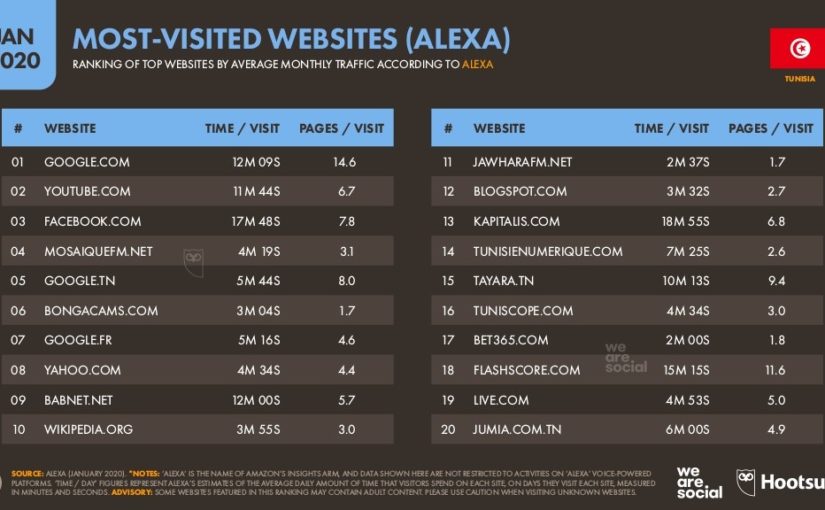 JAN
2020
MOST-VISITED WEBSITES (ALEXA)
RANKING OF TOP WEBSITES BY AVERAGE MONTHLY TRAFFIC ACCORDING TO ALEXA
TUNISIA
# WEBSITE TIME / VISIT PAGES / VISIT
01 GOOGLE.COM 12M 09S 14.6
02 YOUTUBE.COM 11M 44S 6.7
03 FACEBOOK.COM 17M 48S 7.8
04 MOSAIQUEFM.NET 4M 19S 3.1
05 GOOGLE.TN 5M 44S 8.0
06 BONGACAMS.COM 3M 04S 1.7
07 GOOGLE.FR 5M 16S 4.6
08 YAHOO.COM 4M 34S 4.4
09 BABNET.NET 12M 00S 5.7
10 WIKIPEDIA.ORG 3M 55S 3.0
# WEBSITE TIME / VISIT PAGES / VISIT
11 JAWHARAFM.NET 2M 37S 1.7
12 BLOGSPOT.COM 3M 32S 2.7
13 KAPITALIS.COM 18M 55S 6.8
14 TUNISIENUMERIQUE.COM 7M 25S 2.6
15 TAYARA.TN 10M 13S 9.4
16 TUNISCOPE.COM 4M 34S 3.0
17 BET365.COM 2M 00S 1.8
18 FLASHSCORE.COM 15M 15S 11.6
19 LIVE.COM 4M 53S 5.0
20 JUMIA.COM.TN 6M 00S 4.9
we
are
social
SOURCE: ALEXA (JANUARY 2020). *NOTES: 'ALEXA' IS THE NAME OF AMAZON'S INSIGHTS ARM, AND DATA SHOWN HERE ARE NOT RESTRICTED TO ACTIVITIES ON 'ALEXA' VOICE-POWERED
PLATFORMS. 'TIME / DAY' FIGURES REPRESENT ALEXA'S ESTIMATES OF THE AVERAGE DAILY AMOUNT OF TIME THAT VISITORS SPEND ON EACH SITE, ON DAYS THEY VISIT EACH SITE, MEASURED
IN MINUTES AND SECONDS. ADVISORY: SOME WEBSITES FEATURED IN THIS RANKING MAY CONTAIN ADULT CONTENT. PLEASE USE CAUTION WHEN VISITING UNKNOWN WEBSITES.
we
are
social
Hootsu